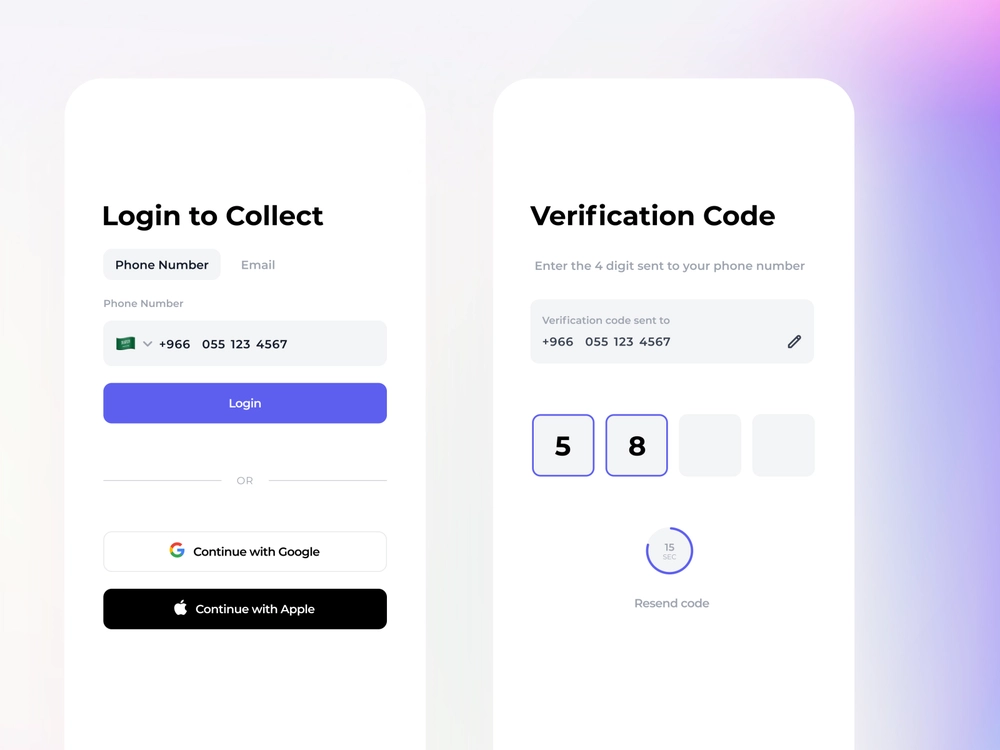 Login to Collect
Phone Number Email
Phone Number
+966 055 123 4567
Login
OR
Continue with Google
Continue with Apple
Verification Code
Enter the 4 digit sent to your phone number
Verification code sent to
+966 055 123 4567
5 8
15
SEC
Resend code